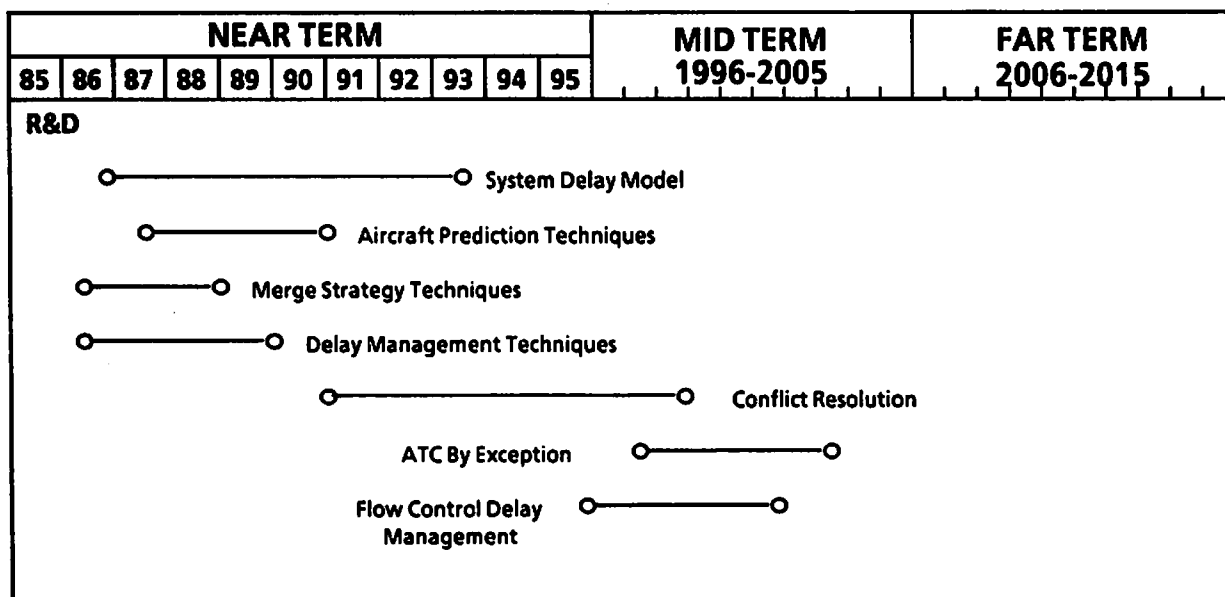 NEAR TERM
MID TERM
1996-2005
FAR TERM
2006-2015
85 86 87 88 89 90 91 92 93 94 95
R&D
System Delay Model
Aircraft Prediction Techniques
Merge Strategy Techniques
Delay Management Techniques
Conflict Resolution
ATC By Exception
Flow Control Delay
Management